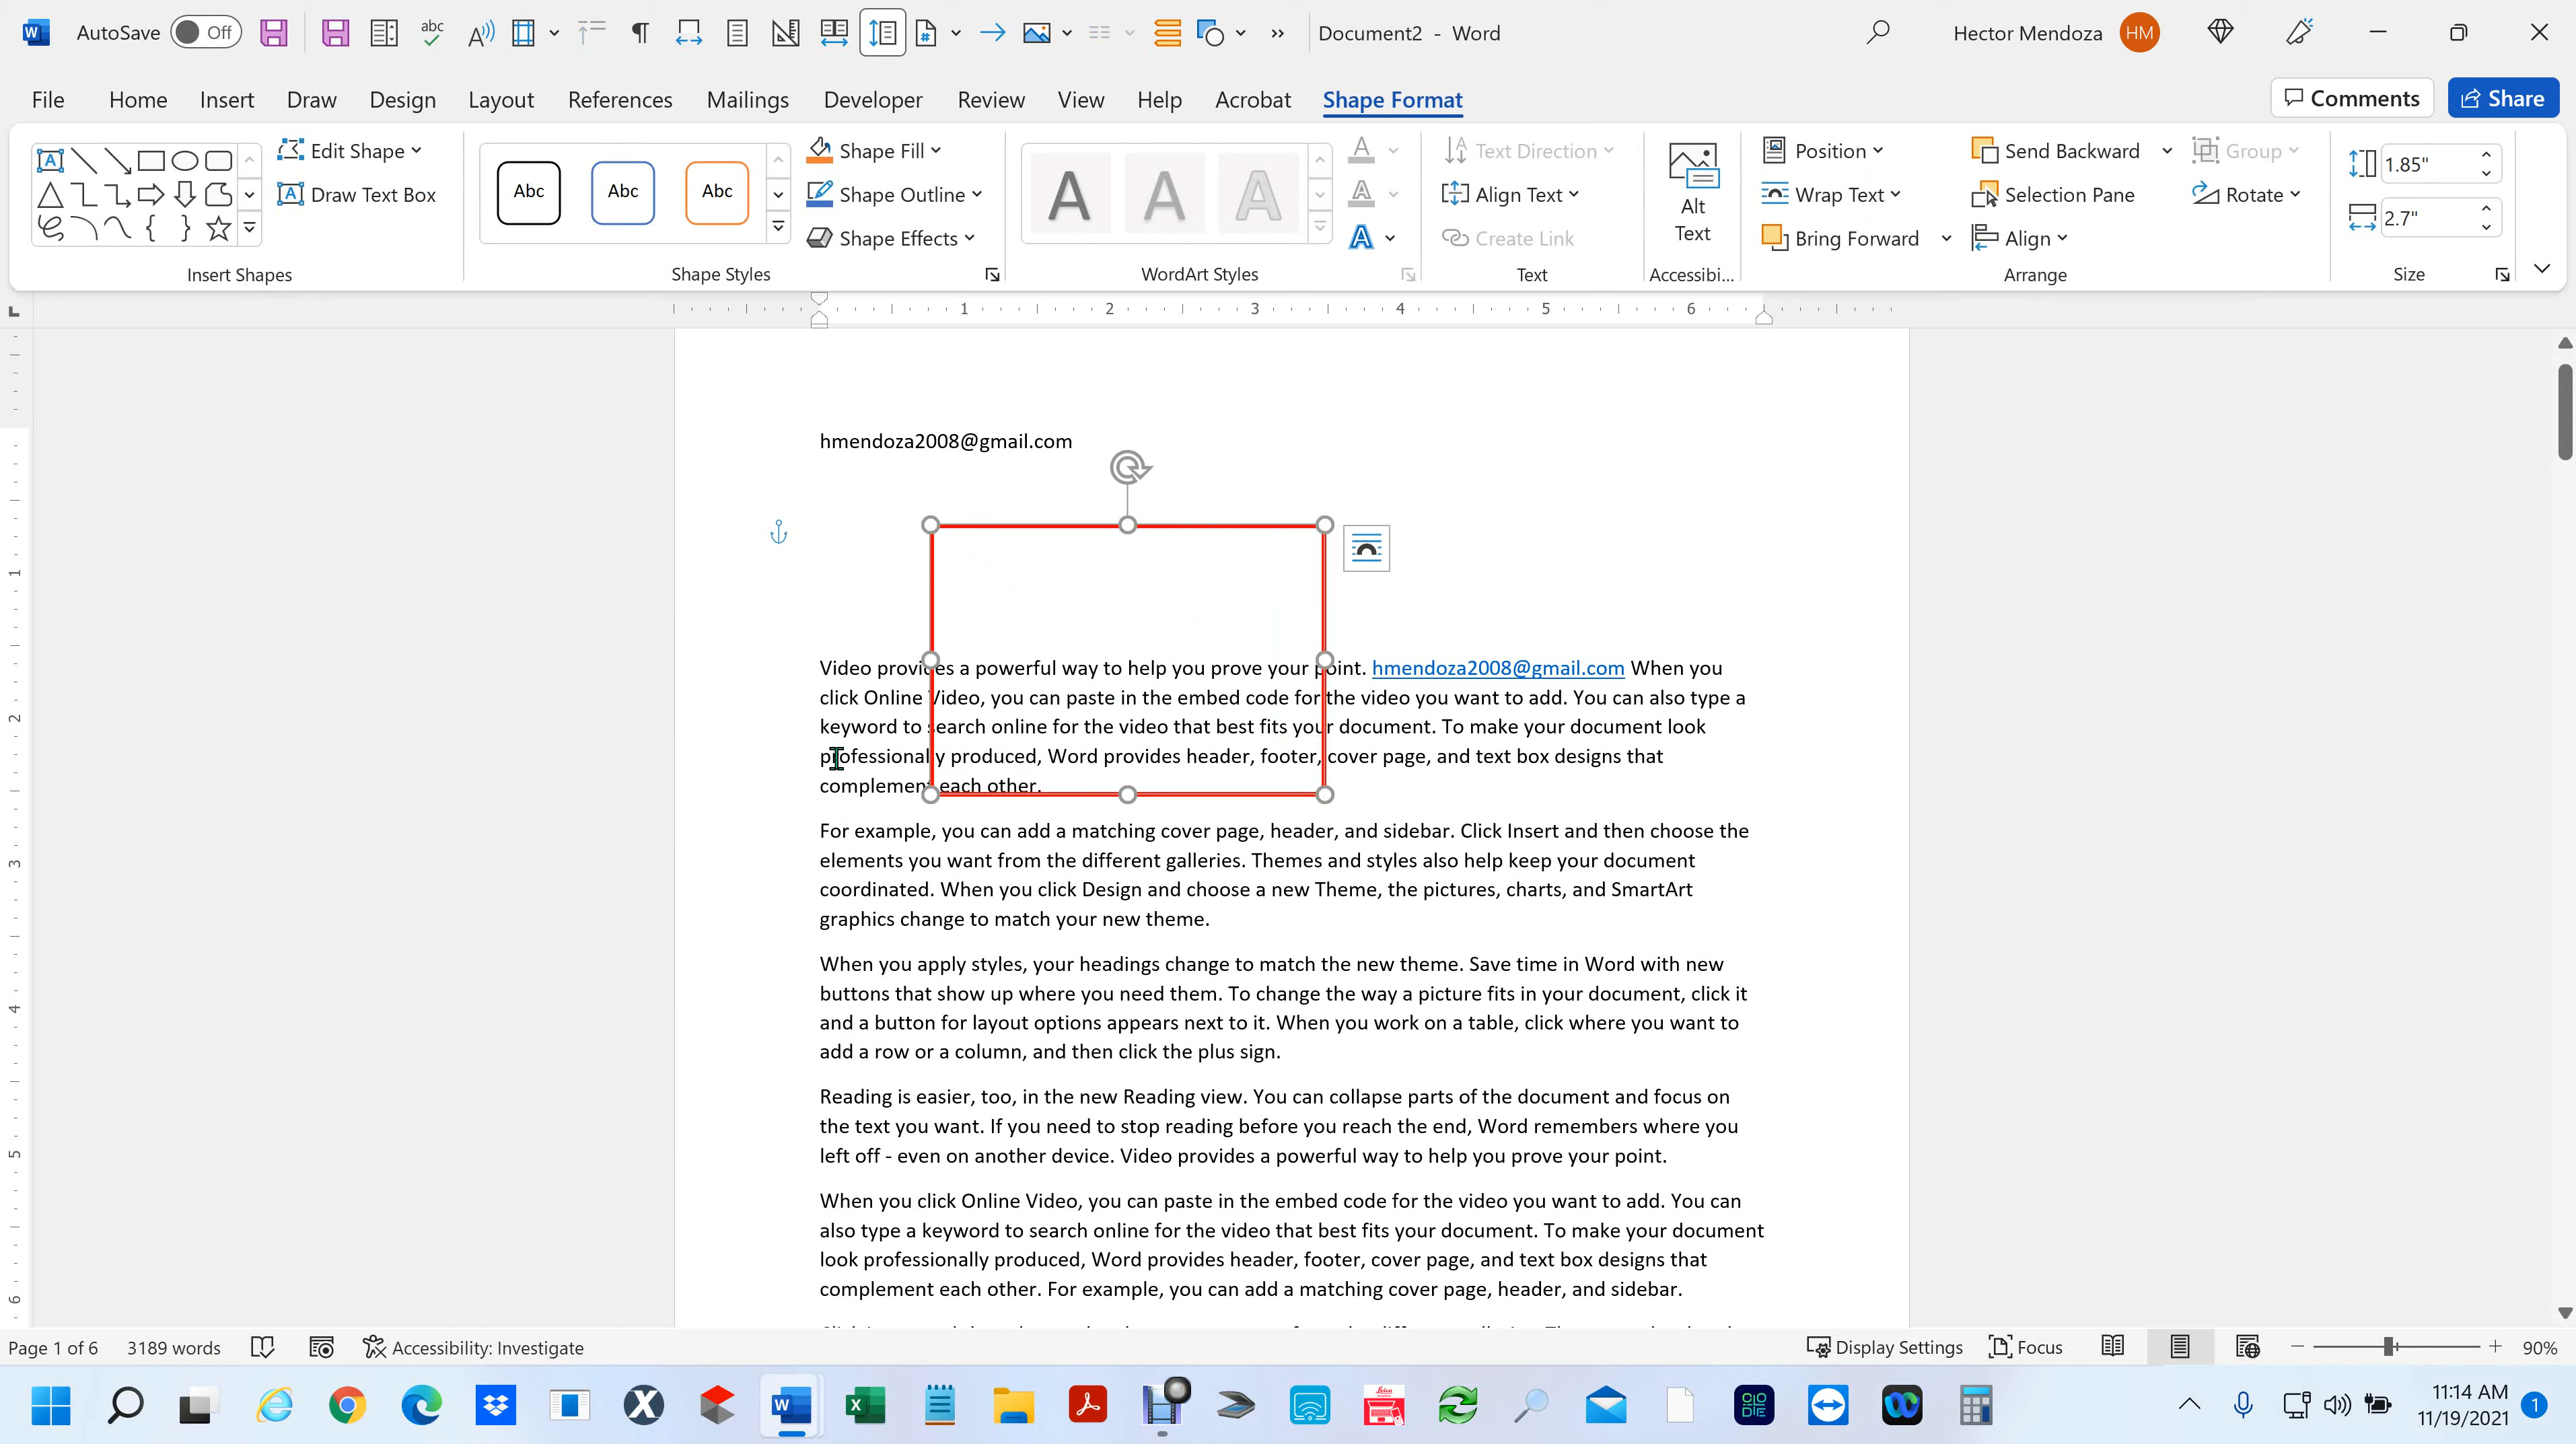 AutoSave Off abc A Document2 - Word Hector Mendoza HM
File Home Insert Draw Design Layout References Mailings Developer Review View Help Acrobat Shape Format Comments Share
Edit Shape
Draw Text Box
Insert Shapes
Abc Abc Abc
Shape Fill
Shape Outline
Shape Effects
Shape Styles
A A A
A
A
A
WordArt Styles
Text Direction
Align Text
Create Link
Text
Alt
Text
Accessibi...
Position
Wrap Text
Bring Forward
Send Backward
Selection Pane
Align
Group
Rotate
Arrange
1.85"
2.7"
Size
1 2 3 4 5 6
hmendoza2008@gmail.com
Video provides a powerful way to help you prove your point. hmendoza2008@gmail.com When you
click Online Video, you can paste in the embed code for the video you want to add. You can also type a
keyword to search online for the video that best fits your document. To make your document look
professionally produced, Word provides header, footer, cover page, and text box designs that
complement each other.
For example, you can add a matching cover page, header, and sidebar. Click Insert and then choose the
elements you want from the different galleries. Themes and styles also help keep your document
coordinated. When you click Design and choose a new Theme, the pictures, charts, and SmartArt
graphics change to match your new theme.
When you apply styles, your headings change to match the new theme. Save time in Word with new
buttons that show up where you need them. To change the way a picture fits in your document, click it
and a button for layout options appears next to it. When you work on a table, click where you want to
add a row or a column, and then click the plus sign.
Reading is easier, too, in the new Reading view. You can collapse parts of the document and focus on
the text you want. If you need to stop reading before you reach the end, Word remembers where you
left off - even on another device. Video provides a powerful way to help you prove your point.
When you click Online Video, you can paste in the embed code for the video you want to add. You can
also type a keyword to search online for the video that best fits your document. To make your document
look professionally produced, Word provides header, footer, cover page, and text box designs that
complement each other. For example, you can add a matching cover page, header, and sidebar.
1
2
3
4
5
6
Page 1 of 6 3189 words Accessibility: Investigate Display Settings Focus 90%
11:14 AM
11/19/2021
1